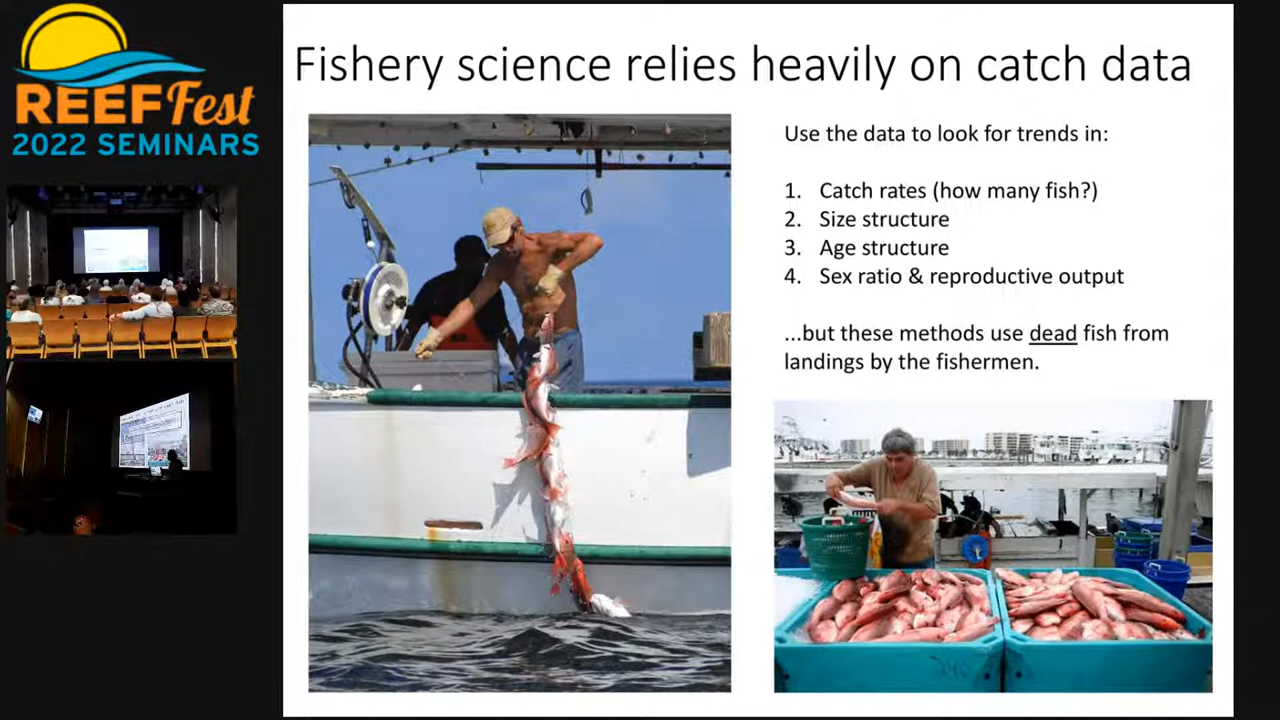 REEF Fest
2022 SEMINARS
Fishery science relies heavily on catch data
Use the data to look for trends in:
1. Catch rates (how many fish?)
2. Size structure
3. Age structure
4. Sex ratio & reproductive output
...but these methods use dead fish from
landings by the fishermen.